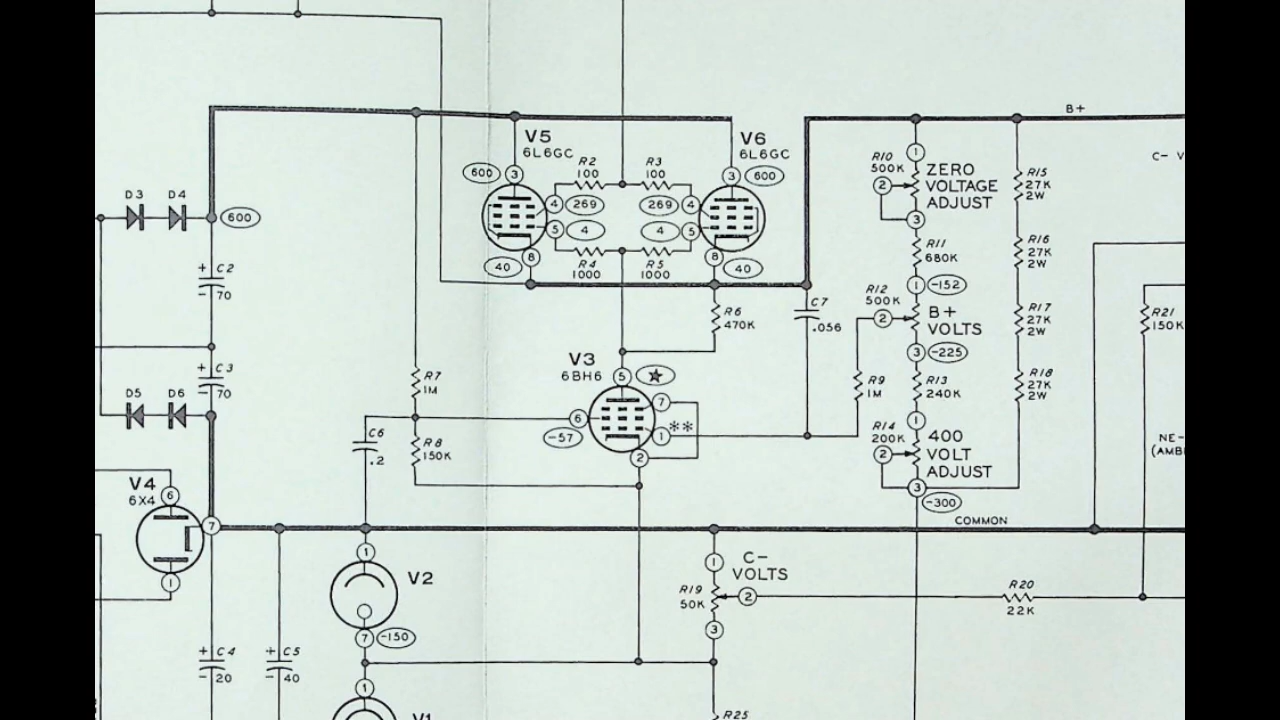 B+
C- V
V5
6L6GC
V6
6L6GC
R2
100
R3
100
R10
500K
1
ZERO
VOLTAGE
ADJUST
2
3
R15
27K
2W
600
3
3
600
D3
D4
600
4
269
269
4
5
4
4
5
R11
680K
R16
27K
2W
8
40
R4
1000
R5
1000
8
40
+ C2
- 70
1
-152
R12
500K
2
B+
VOLTS
C7
.056
R6
470K
R17
27K
2W
R21
150K
3
-225
V3
6BH6
5
★
+ C3
- 70
R7
1M
R9
1M
R13
240K
R18
27K
2W
D5
D6
7
6
-57
1
**
2
C6
.2
R8
150K
1
R14
200K
2
400
VOLT
ADJUST
3
-300
NE-
(AMB
V4
6X4
6
7
1
COMMON
1
V2
7
-150
1
C-
VOLTS
R19
50K
2
3
R20
22K
+ C4
- 20
+ C5
- 40
1
V1
R25